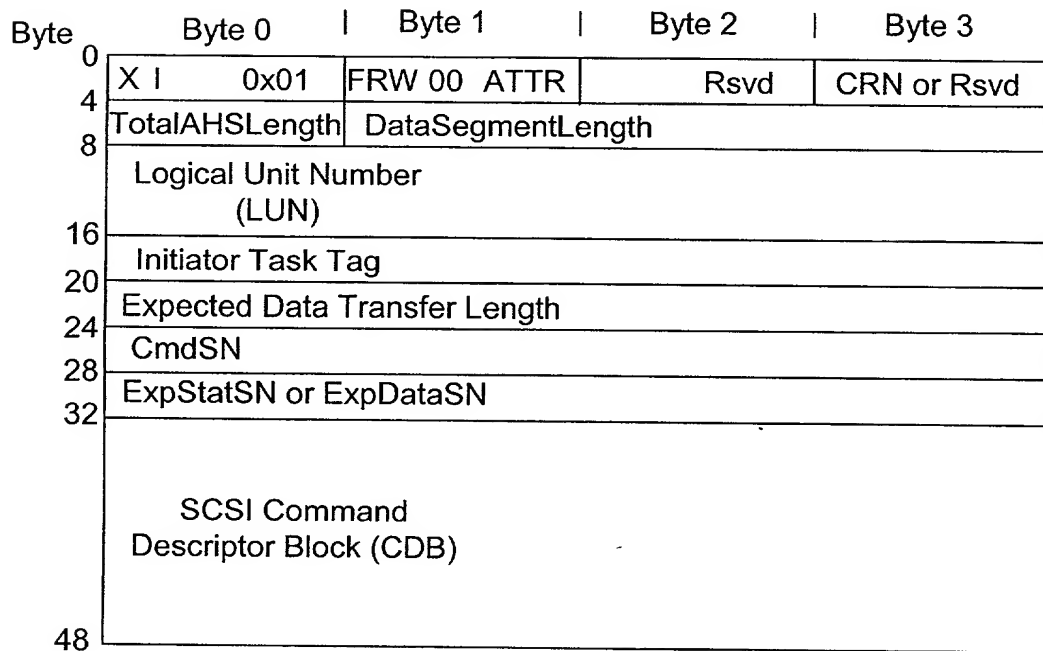 Byte Byte 0 | Byte 1 | Byte 2 | Byte 3
0
X I 0x01 FRW 00 ATTR Rsvd CRN or Rsvd
4
TotalAHSLength DataSegmentLength
8
Logical Unit Number
(LUN)
16
Initiator Task Tag
20
Expected Data Transfer Length
24
CmdSN
28
ExpStatSN or ExpDataSN
32
SCSI Command
Descriptor Block (CDB)
48